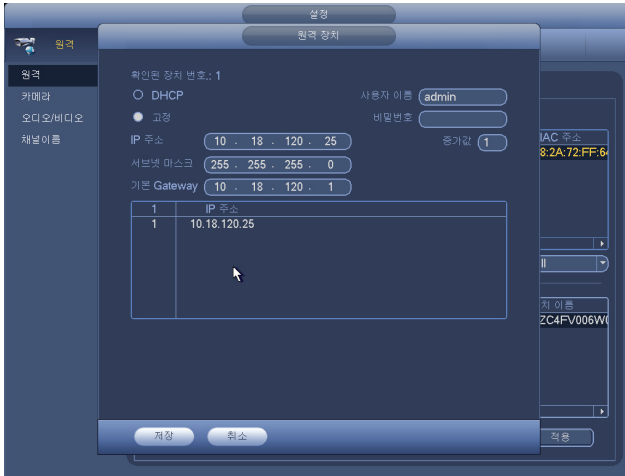 설정
원격
원격 장치
원격
카메라
오디오/비디오
채널이름
확인된 장치 번호.: 1
DHCP
사용자 이름 admin
고정
비밀번호
IP 주소 10 . 18 . 120 . 25
증가값 1
서브넷 마스크 255 . 255 . 255 . 0
기본 Gateway 10 . 18 . 120 . 1
1 IP 주소
1 10.18.120.25
주소
8:2A:72:FF:64
이름
ZC4FV006W
저장 취소
적용